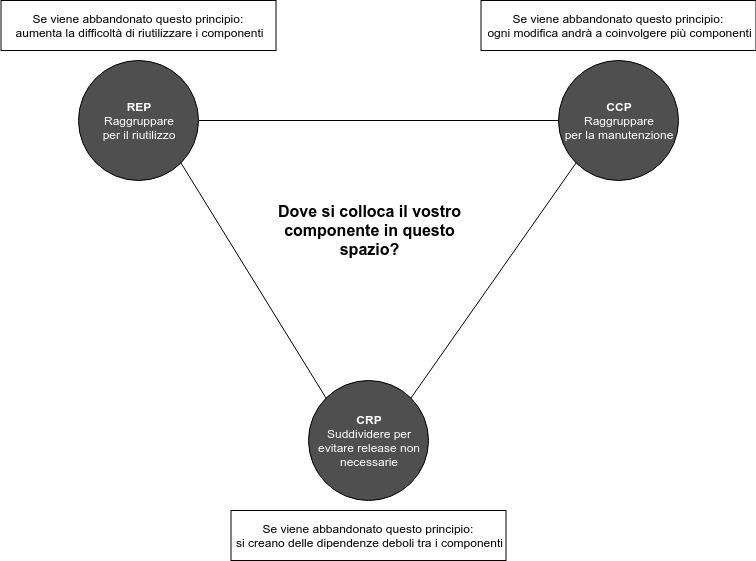 Se viene abbandonato questo principio:
aumenta la difficoltà di riutilizzare i componenti
Se viene abbandonato questo principio:
ogni modifica andrà a coinvolgere più componenti
REP
Raggruppare
per il riutilizzo
CCP
Raggruppare
per la manutenzione
Dove si colloca il vostro
componente in questo
spazio?
CRP
Suddividere per
evitare release non
necessarie
Se viene abbandonato questo principio:
si creano delle dipendenze deboli tra i componenti